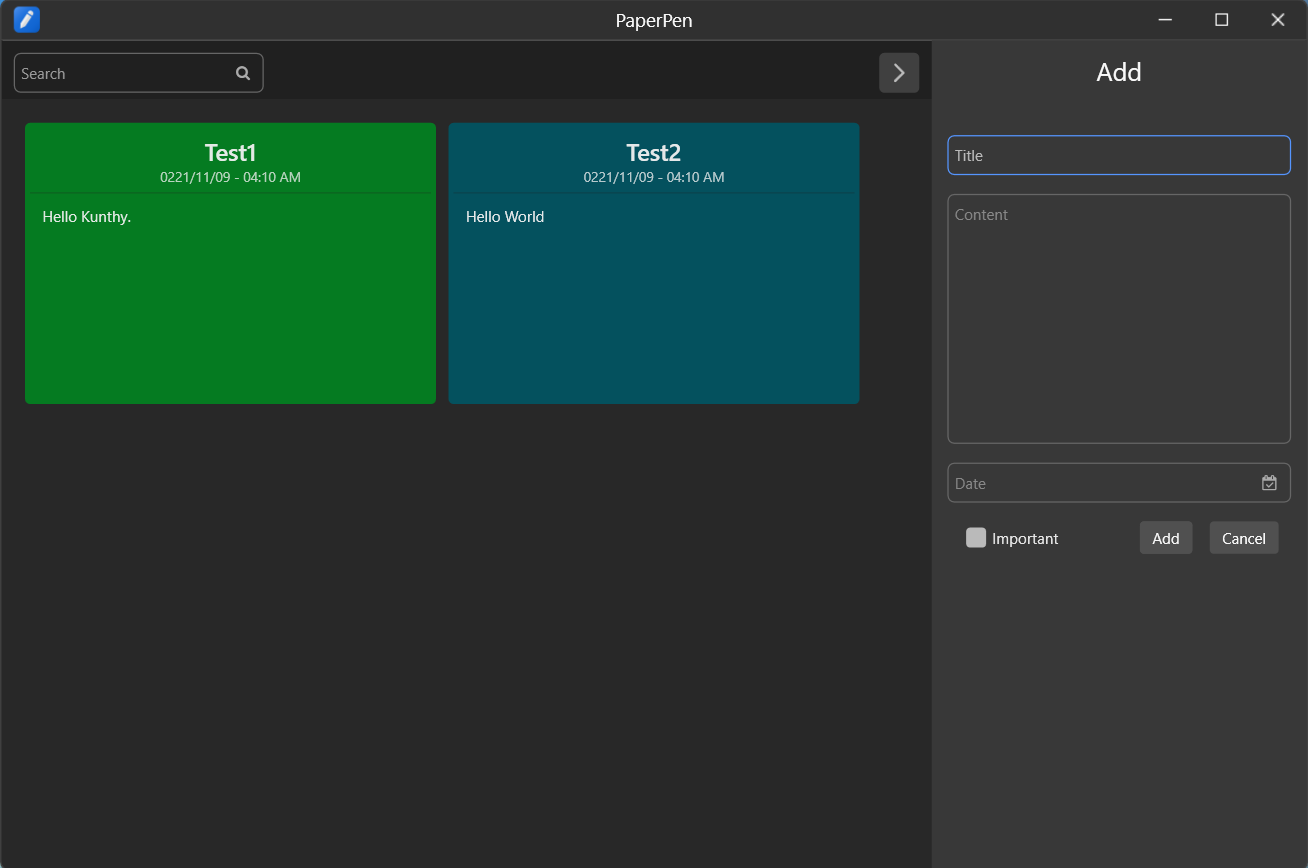 PaperPen
Search
Test1
0221/11/09 - 04:10 AM
Hello Kunthy.
Test2
0221/11/09 - 04:10 AM
Hello World
Add
Title
Content
Date
Important
Add
Cancel